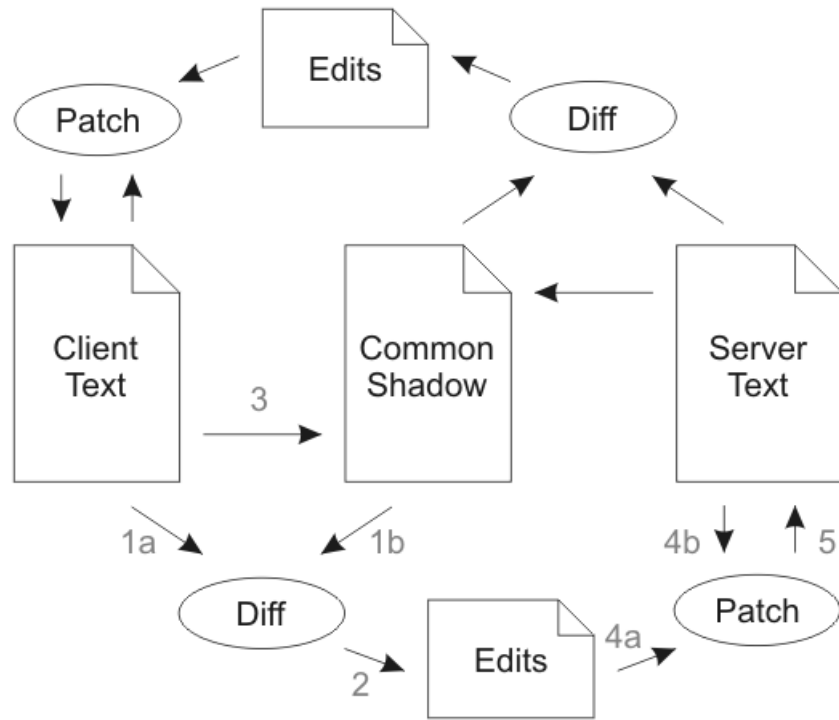 Edits
Patch
Diff
Client
Text
Common
Shadow
Server
Text
3
1a
1b
4b
5
Diff
Patch
4a
Edits
2